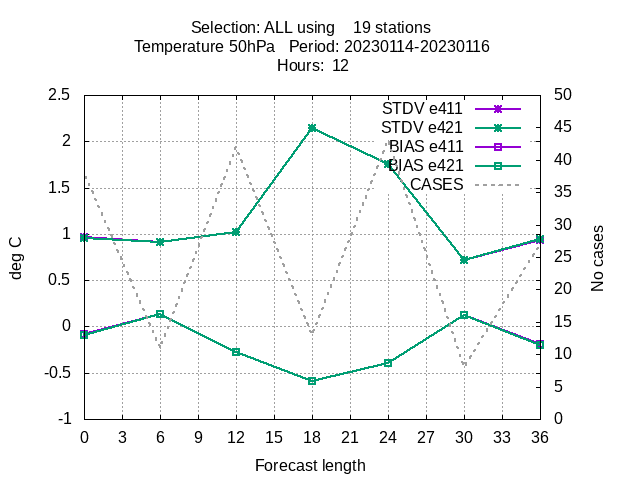 Selection: ALL using    19 stations
Temperature 50hPa   Period: 20230114-20230116
Hours:  12
2.5
2
1.5
1
0.5
0
-0.5
-1
50
45
40
35
30
25
20
15
10
5
0
deg C
No cases
STDV e411
STDV e421
BIAS e411
BIAS e421
CASES
0 3 6 9 12 15 18 21 24 27 30 33 36
Forecast length